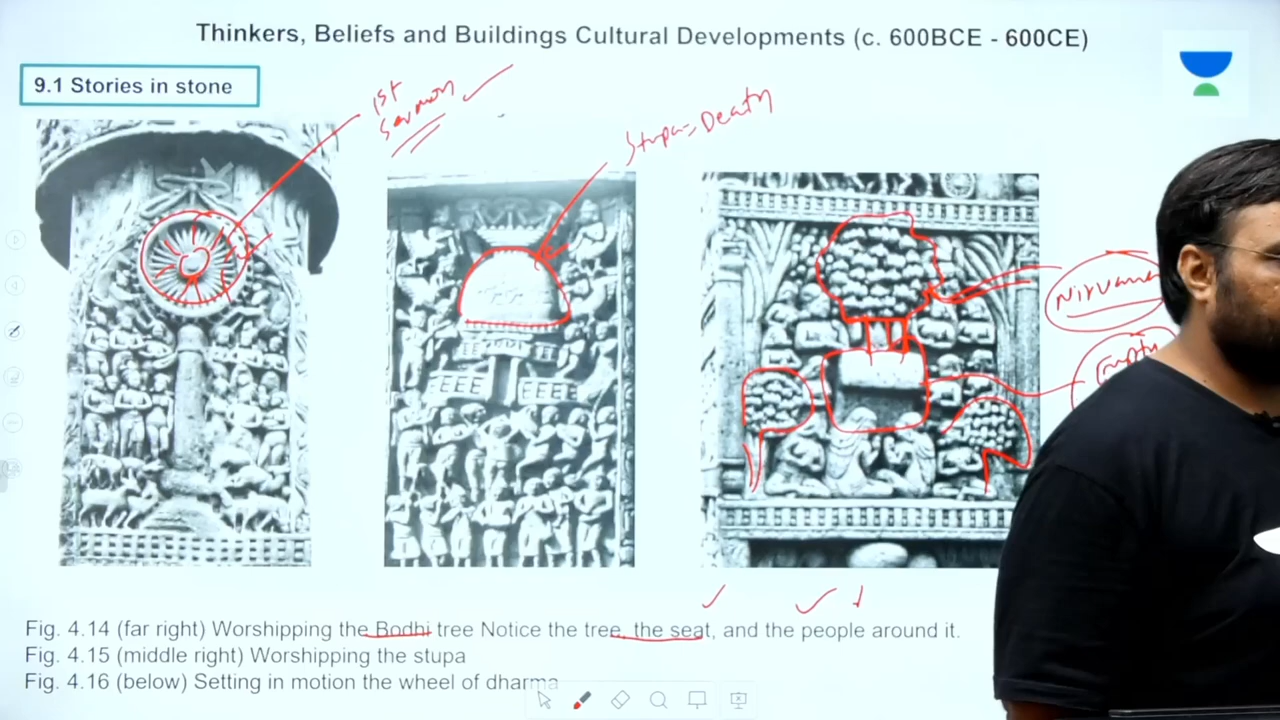 Thinkers, Beliefs and Buildings Cultural Developments (c. 600BCE - 600CE)
9.1 Stories in stone
1st
Sermon
Stupa = Death
Nirvana
Empty
Fig. 4.14 (far right) Worshipping the Bodhi tree Notice the tree, the seat, and the people around it.
Fig. 4.15 (middle right) Worshipping the stupa
Fig. 4.16 (below) Setting in motion the wheel of dharma